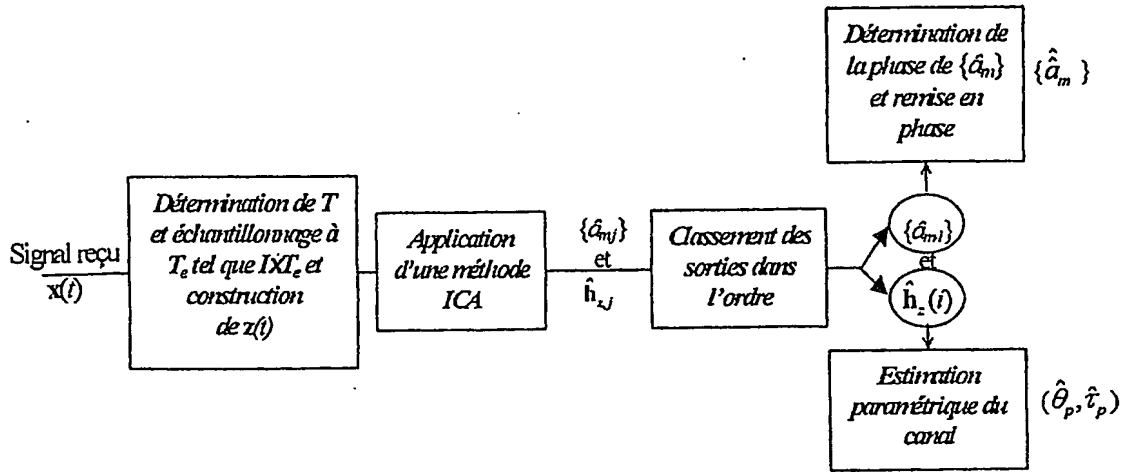 Détermination de
la phase de {âm}
et remise en
phase
{â̂m}
Signal reçu
x(t)
Détermination de T
et échantillonnage à
Te tel que IXTe et
construction
de z(t)
Application
d'une méthode
ICA
{âmj}
et
ĥz,j
Classement des
sorties dans
l'ordre
{âmi}
et
ĥz(i)
Estimation
paramétrique du
canal
(θ̂p,τ̂p)